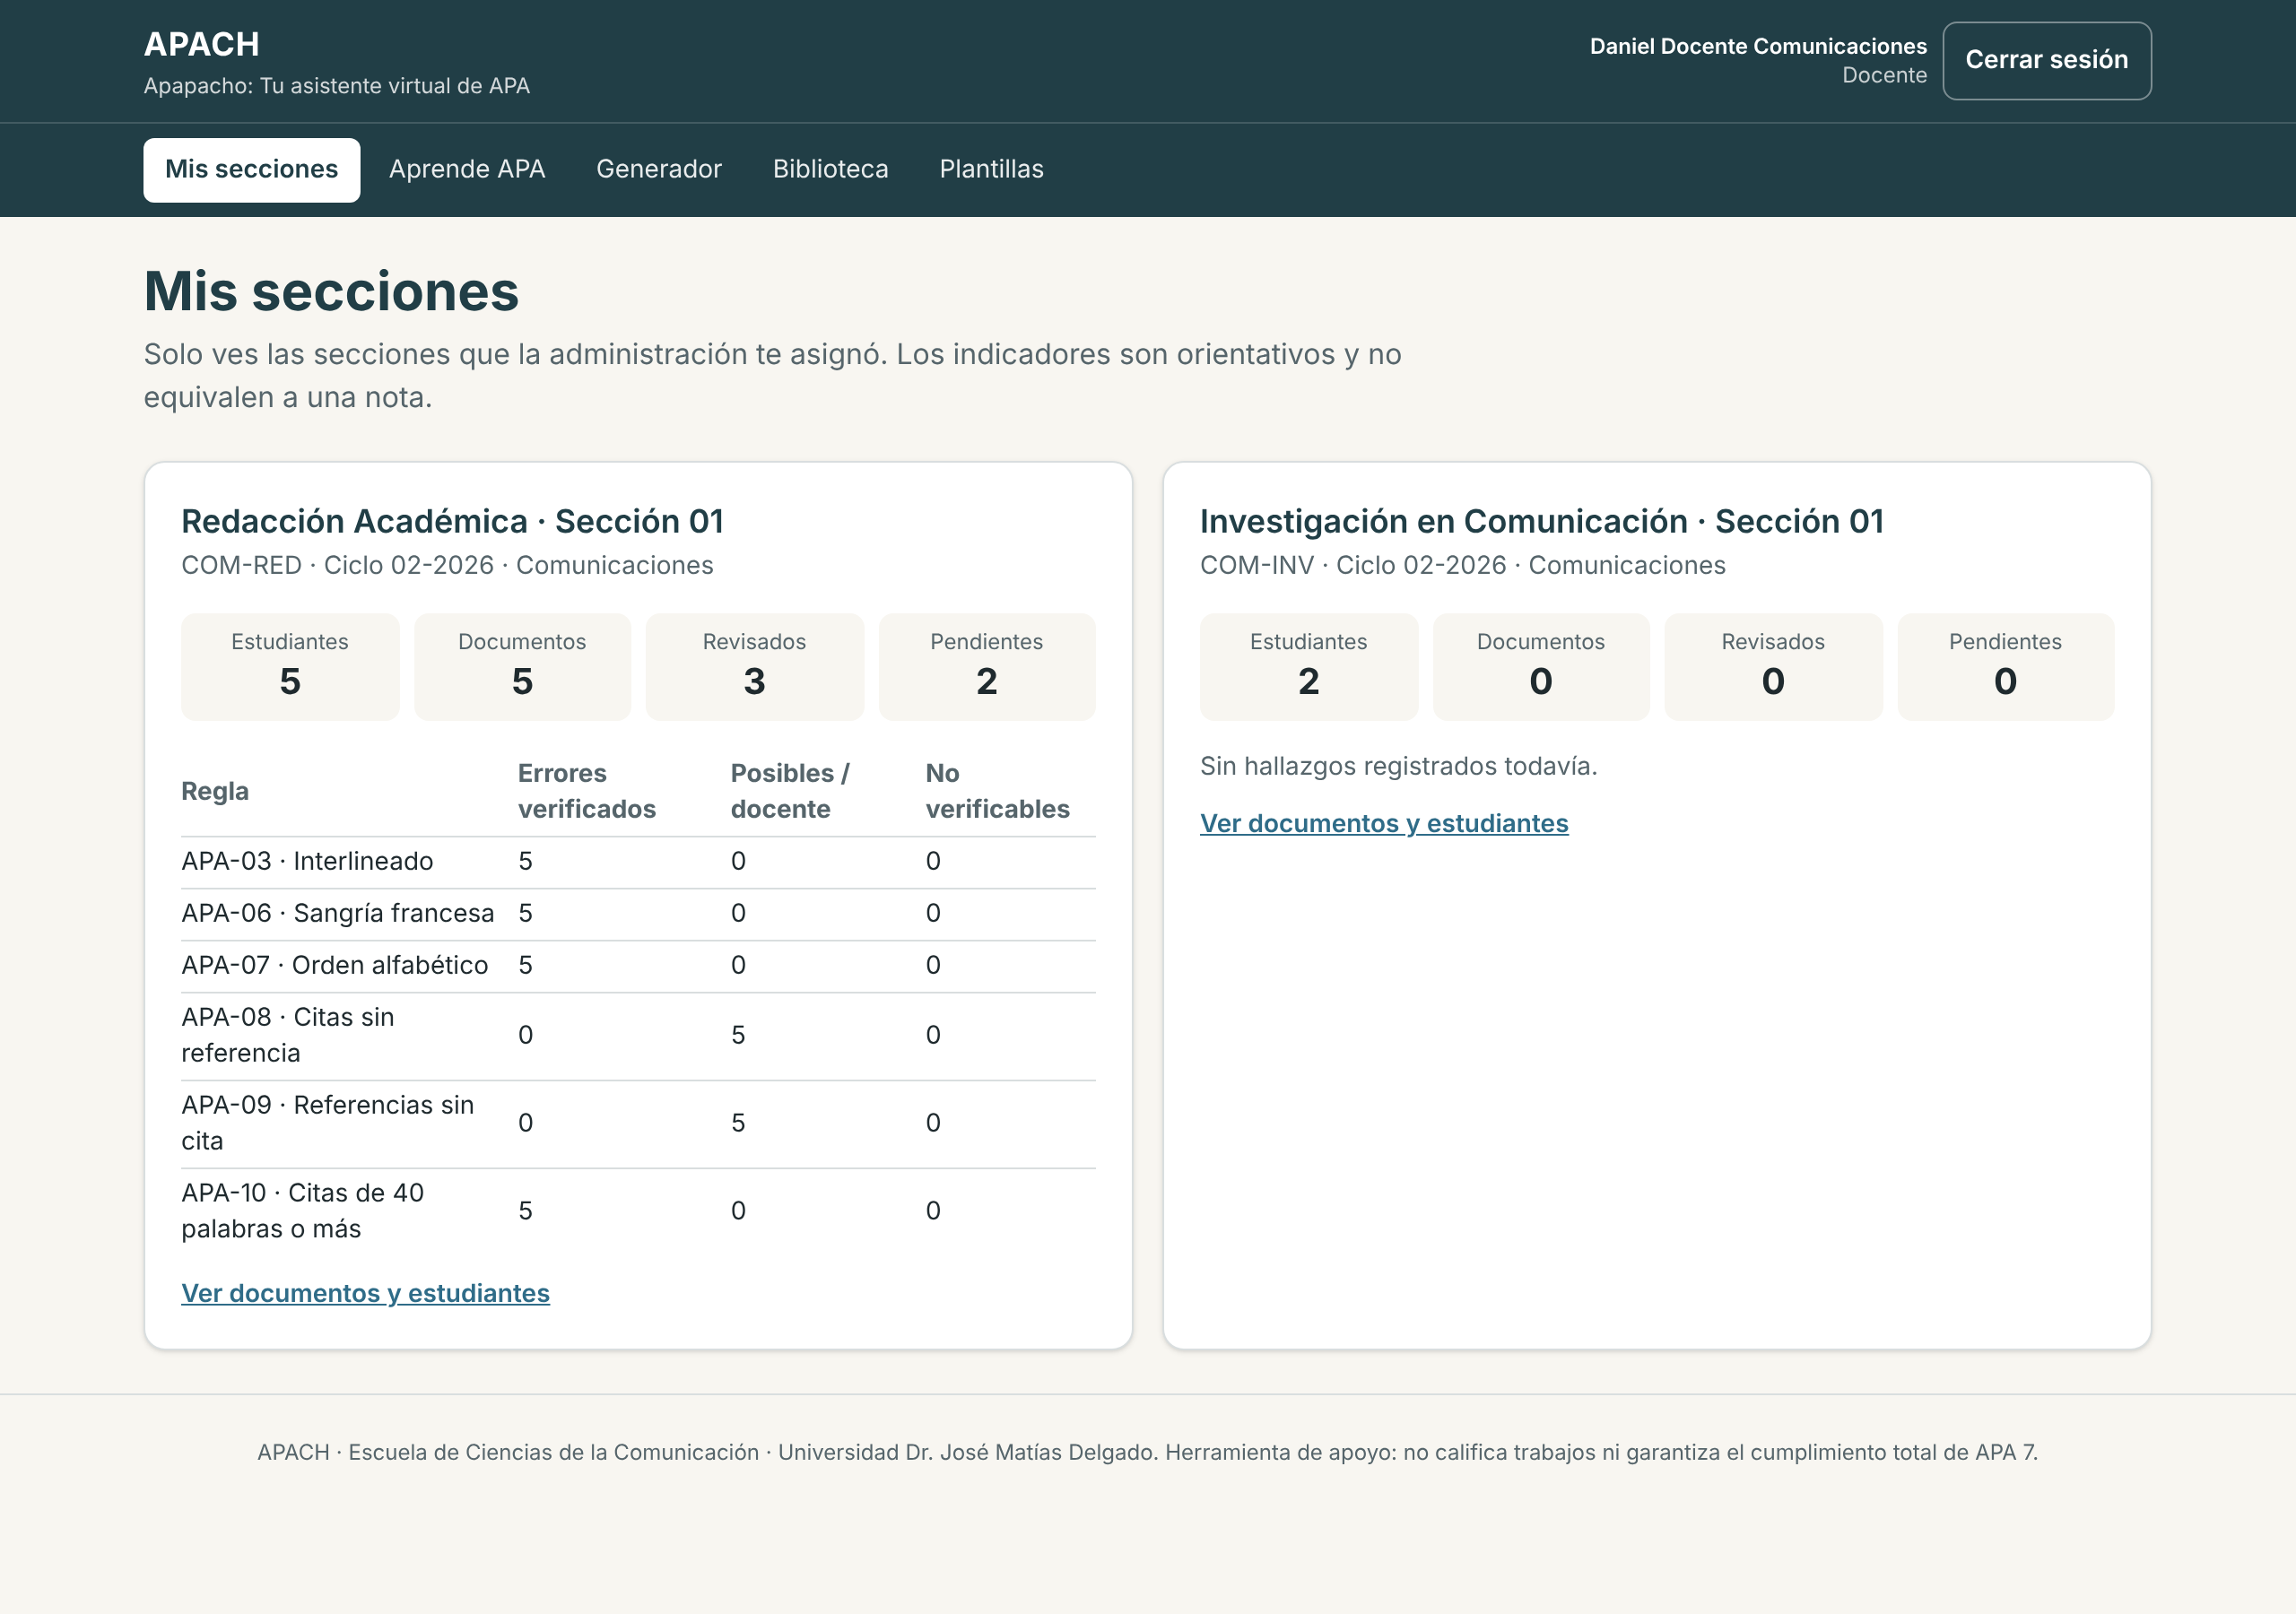 APACH
Apapacho: Tu asistente virtual de APA
Daniel Docente Comunicaciones
Docente
Cerrar sesión
Mis secciones Aprende APA Generador Biblioteca Plantillas
Mis secciones
Solo ves las secciones que la administración te asignó. Los indicadores son orientativos y no
equivalen a una nota.
Redacción Académica · Sección 01
COM-RED · Ciclo 02-2026 · Comunicaciones
Estudiantes Documentos Revisados Pendientes
5 5 3 2
Regla Errores verificados Posibles / docente No verificables
APA-03 · Interlineado 5 0 0
APA-06 · Sangría francesa 5 0 0
APA-07 · Orden alfabético 5 0 0
APA-08 · Citas sin referencia 0 5 0
APA-09 · Referencias sin cita 0 5 0
APA-10 · Citas de 40 palabras o más 5 0 0
Ver documentos y estudiantes
Investigación en Comunicación · Sección 01
COM-INV · Ciclo 02-2026 · Comunicaciones
Estudiantes Documentos Revisados Pendientes
2 0 0 0
Sin hallazgos registrados todavía.
Ver documentos y estudiantes
APACH · Escuela de Ciencias de la Comunicación · Universidad Dr. José Matías Delgado. Herramienta de apoyo: no califica trabajos ni garantiza el cumplimiento total de APA 7.